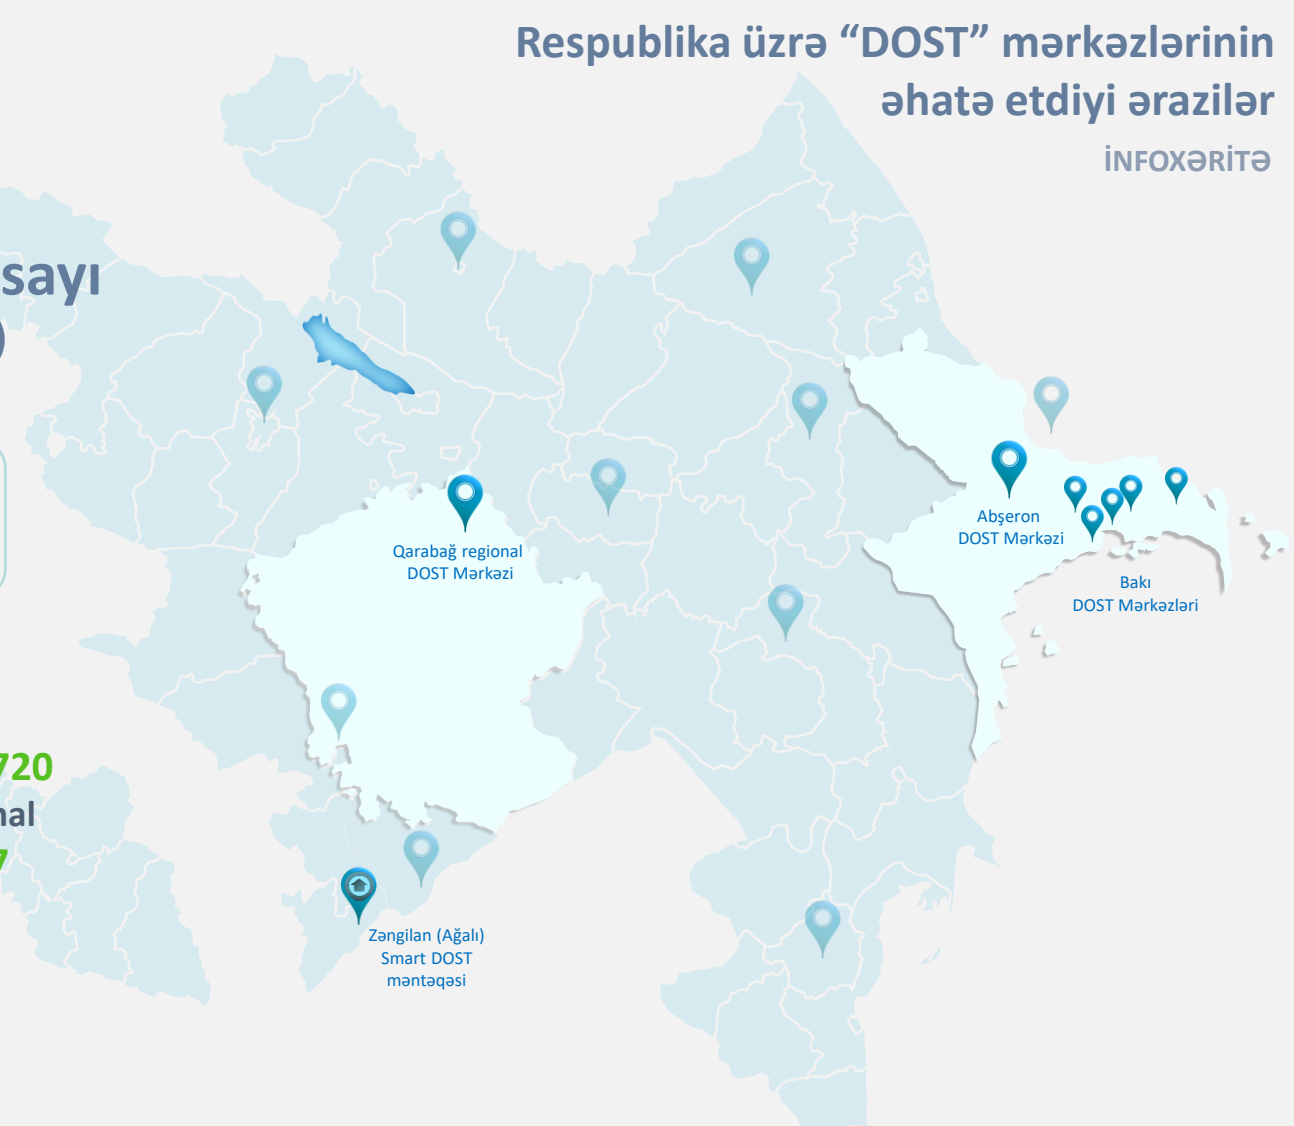 Respublika üzrə “DOST” mərkəzlərinin
əhatə etdiyi ərazilər
İNFOXƏRİTƏ
sayı
)
Abşeron
DOST Mərkəzi
Qarabağ regional
DOST Mərkəzi
Bakı
DOST Mərkəzləri
720
nal
7
Zəngilan (Ağalı)
Smart DOST
məntəqəsi